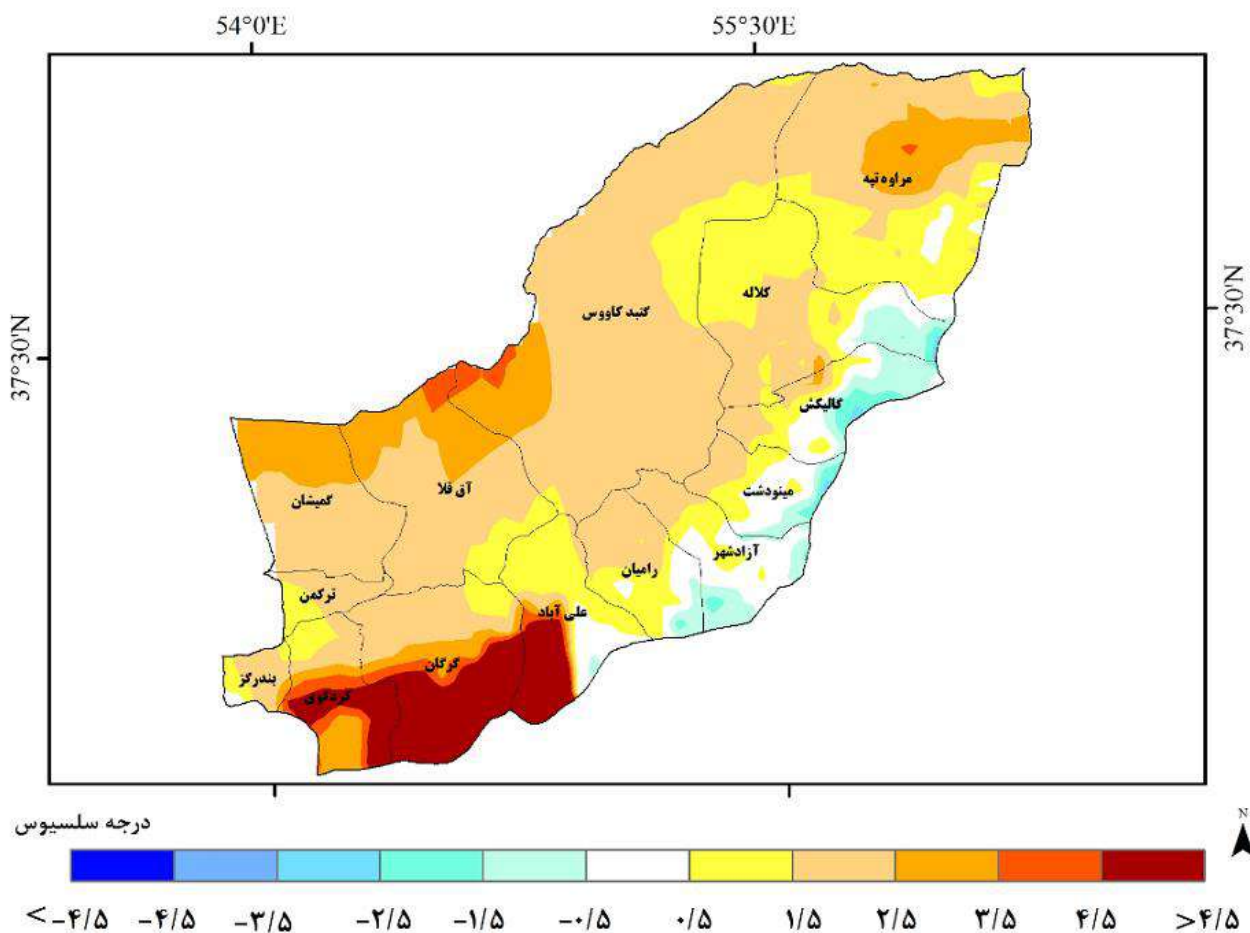 54°0'E 55°30'E
مراوه تپه
37°30'N
کلاله
گنبد کاووس
37°30'N
گالیکش
آق قلا
گمیشان
مینودشت
آزادشهر
رامیان
ترکمن
علی آباد
گرگان
بندرگز
کردکوی
درجه سلسیوس
N
<-۴/۵ -۴/۵ -۳/۵ -۲/۵ -۱/۵ -۰/۵ ۰/۵ ۱/۵ ۲/۵ ۳/۵ ۴/۵ >۴/۵